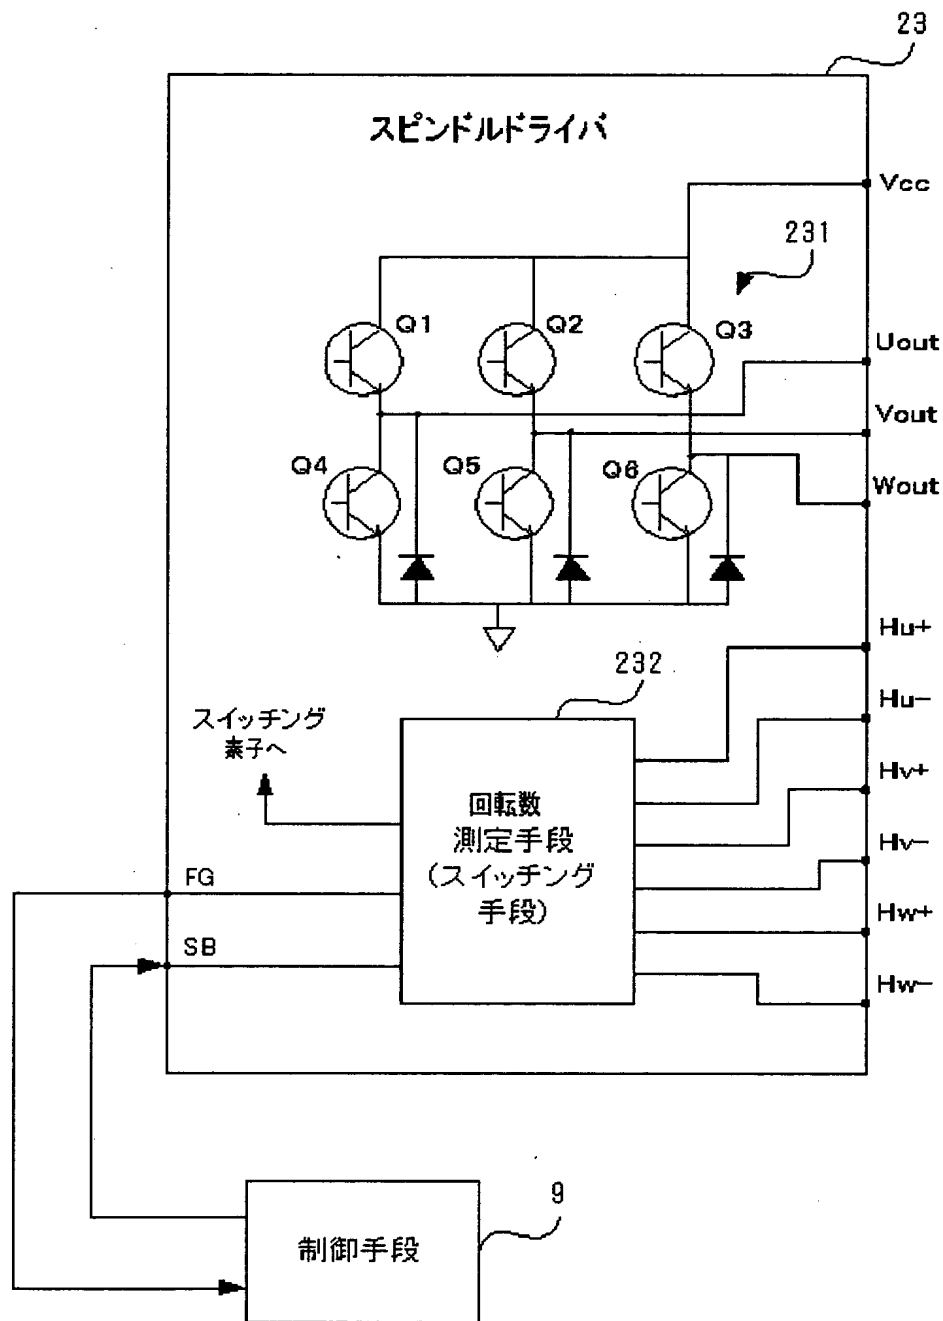 23
スピンドルドライバ
Vcc
231
Q1
Q2
Q3
Uout
Vout
Q4
Q5
Q6
Wout
Hu+
232
Hu-
スイッチング
素子へ
Hv+
回転数
測定手段
(スイッチング
手段)
Hv-
FG
Hw+
SB
Hw-
9
制御手段